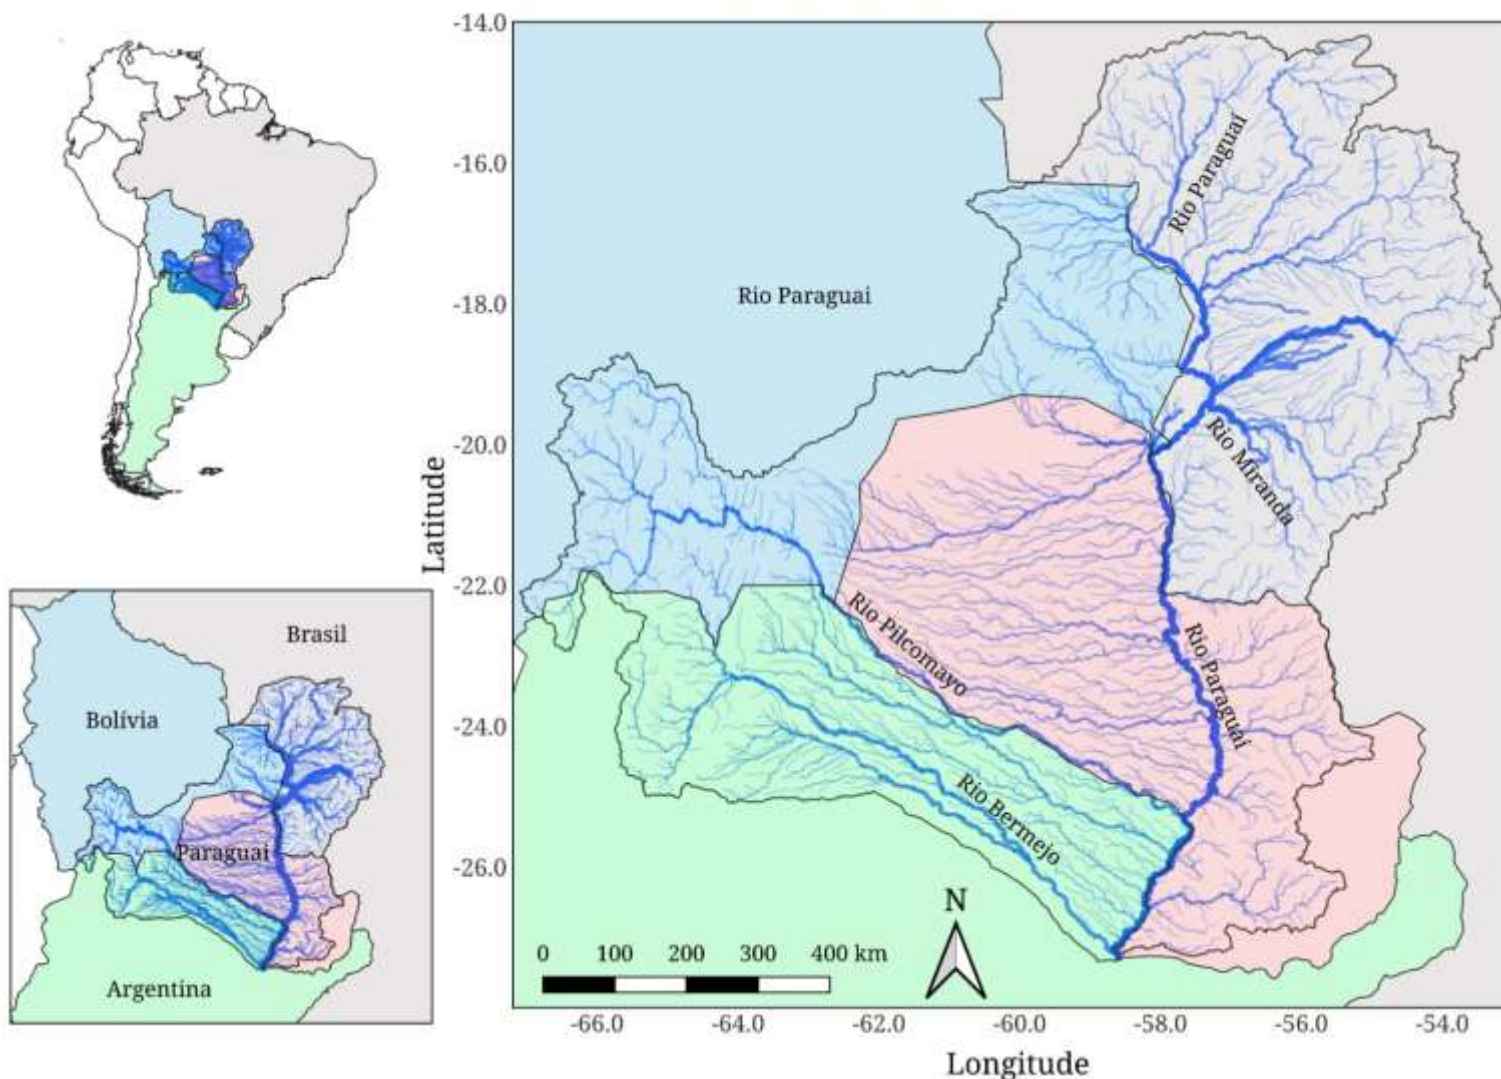 -14.0
-16.0
-18.0
-20.0
-22.0
-24.0
-26.0
Latitude
Rio Paraguai
Rio Paraguai
Rio Miranda
Rio Pilcomayo
Rio Paraguai
Rio Bermejo
N
0 100 200 300 400 km
-66.0 -64.0 -62.0 -60.0 -58.0 -56.0 -54.0
Longitude
Brasil
Bolívia
Paraguai
Argentina